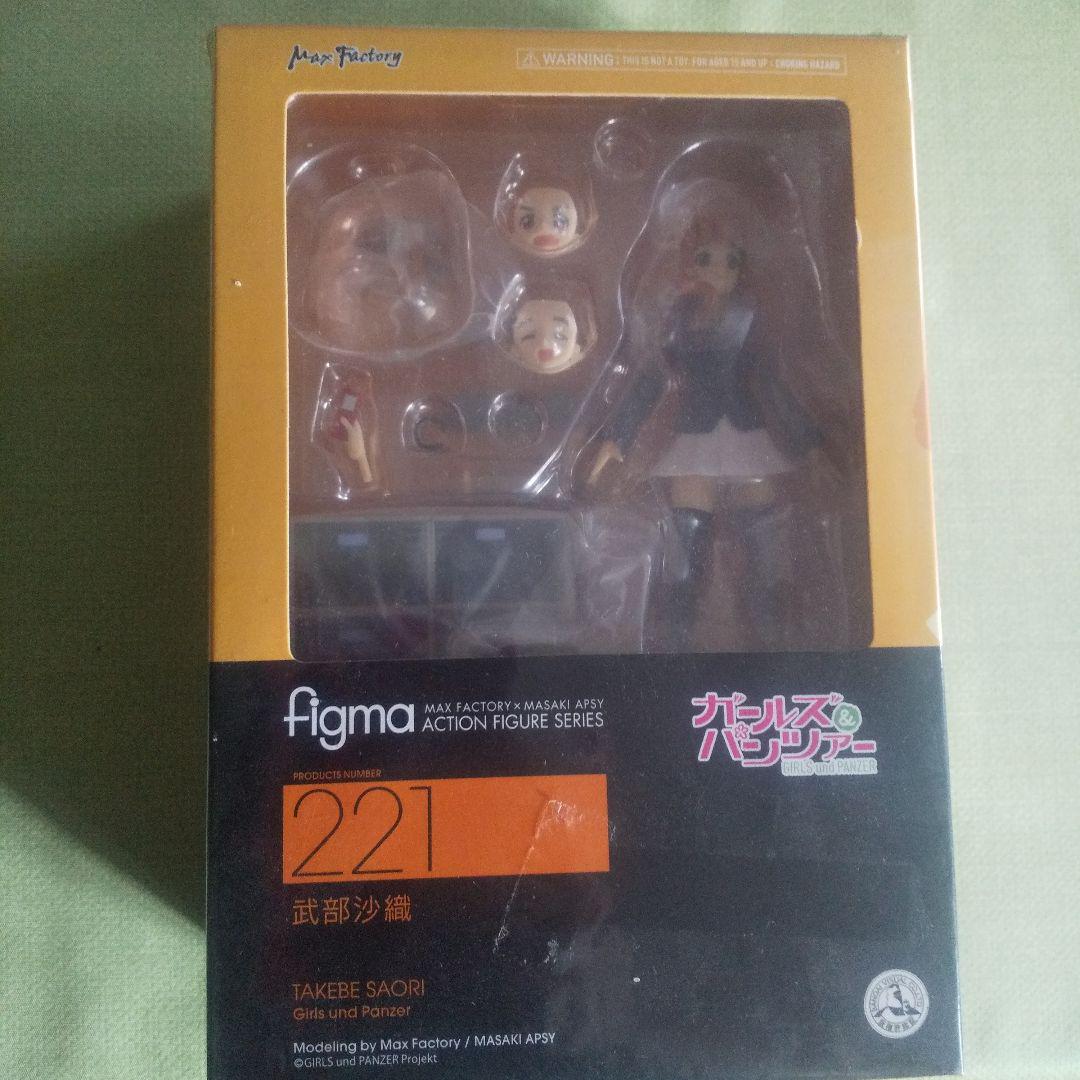 Max Factory
WARNING : THIS IS NOT A TOY. FOR AGES 15 AND UP - CHOKING HAZARD
figma
MAX FACTORY × MASAKI APSY
ACTION FIGURE SERIES
ガールズ&
パンツァー
GIRLS und PANZER
PRODUCTS NUMBER
221
武部沙織
TAKEBE SAORI
Girls und Panzer
Modeling by Max Factory / MASAKI APSY
©GIRLS und PANZER Projekt